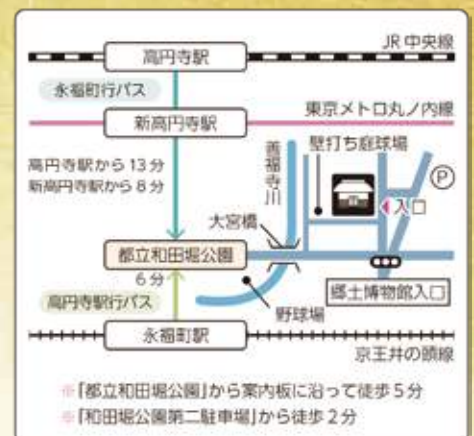 JR中央線
高円寺駅
永福町行バス
東京メトロ丸ノ内線
新高円寺駅
高円寺駅から13分
新高円寺駅から8分
善福寺川
壁打ち庭球場
P
入口
大宮橋
都立和田堀公園
6分
高円寺駅行バス
野球場
郷土博物館入口
永福町駅
京王井の頭線
※「都立和田堀公園」から案内板に沿って徒歩5分
※「和田堀公園第二駐車場」から徒歩2分